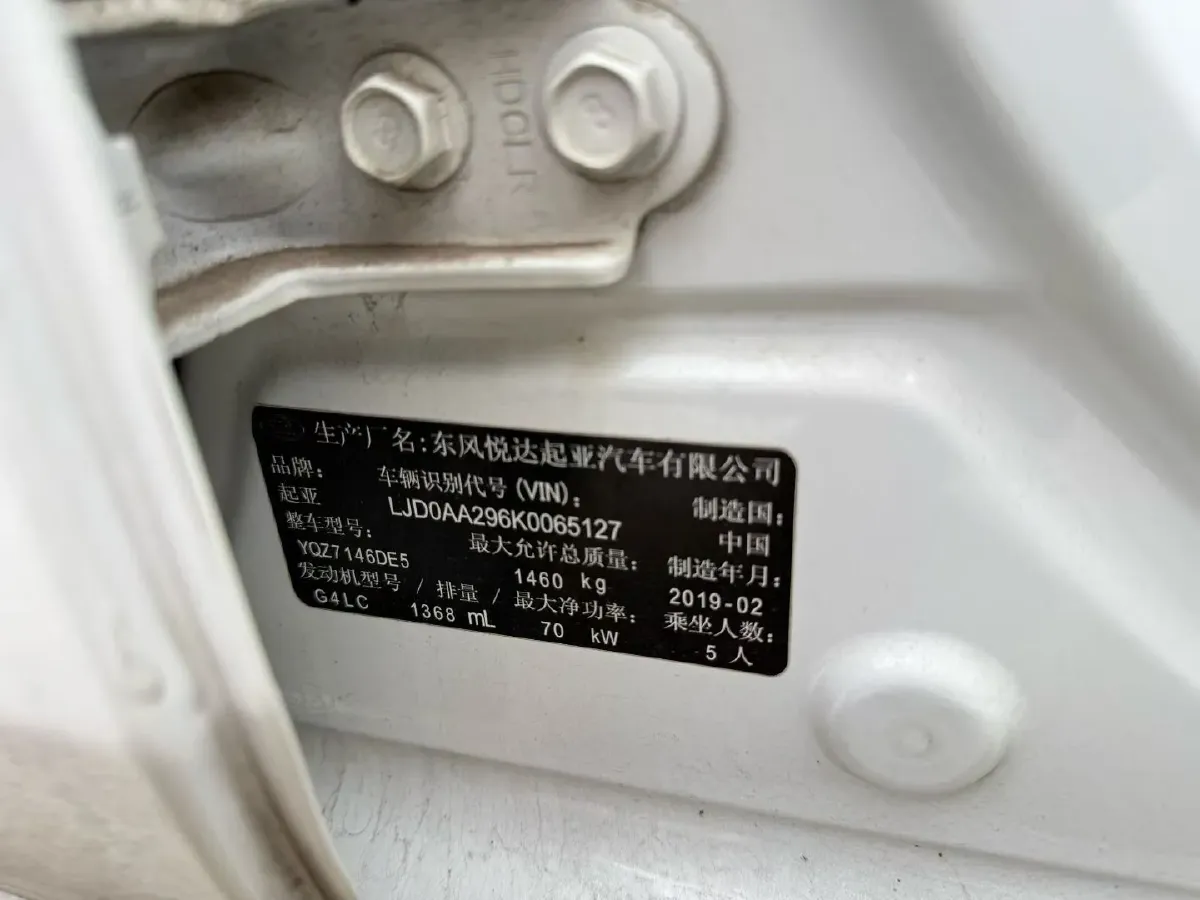 HDCLR
生产厂名：东风悦达起亚汽车有限公司
品牌： 车辆识别代号(VIN)： 制造国：
起亚 LJD0AA296K0065127 中国
整车型号： 最大允许总质量： 制造年月：
YQZ7146DE5 1460 kg 2019-02
发动机型号 / 排量 / 最大净功率： 乘坐人数：
G4LC 1368 mL 70 kW 5 人